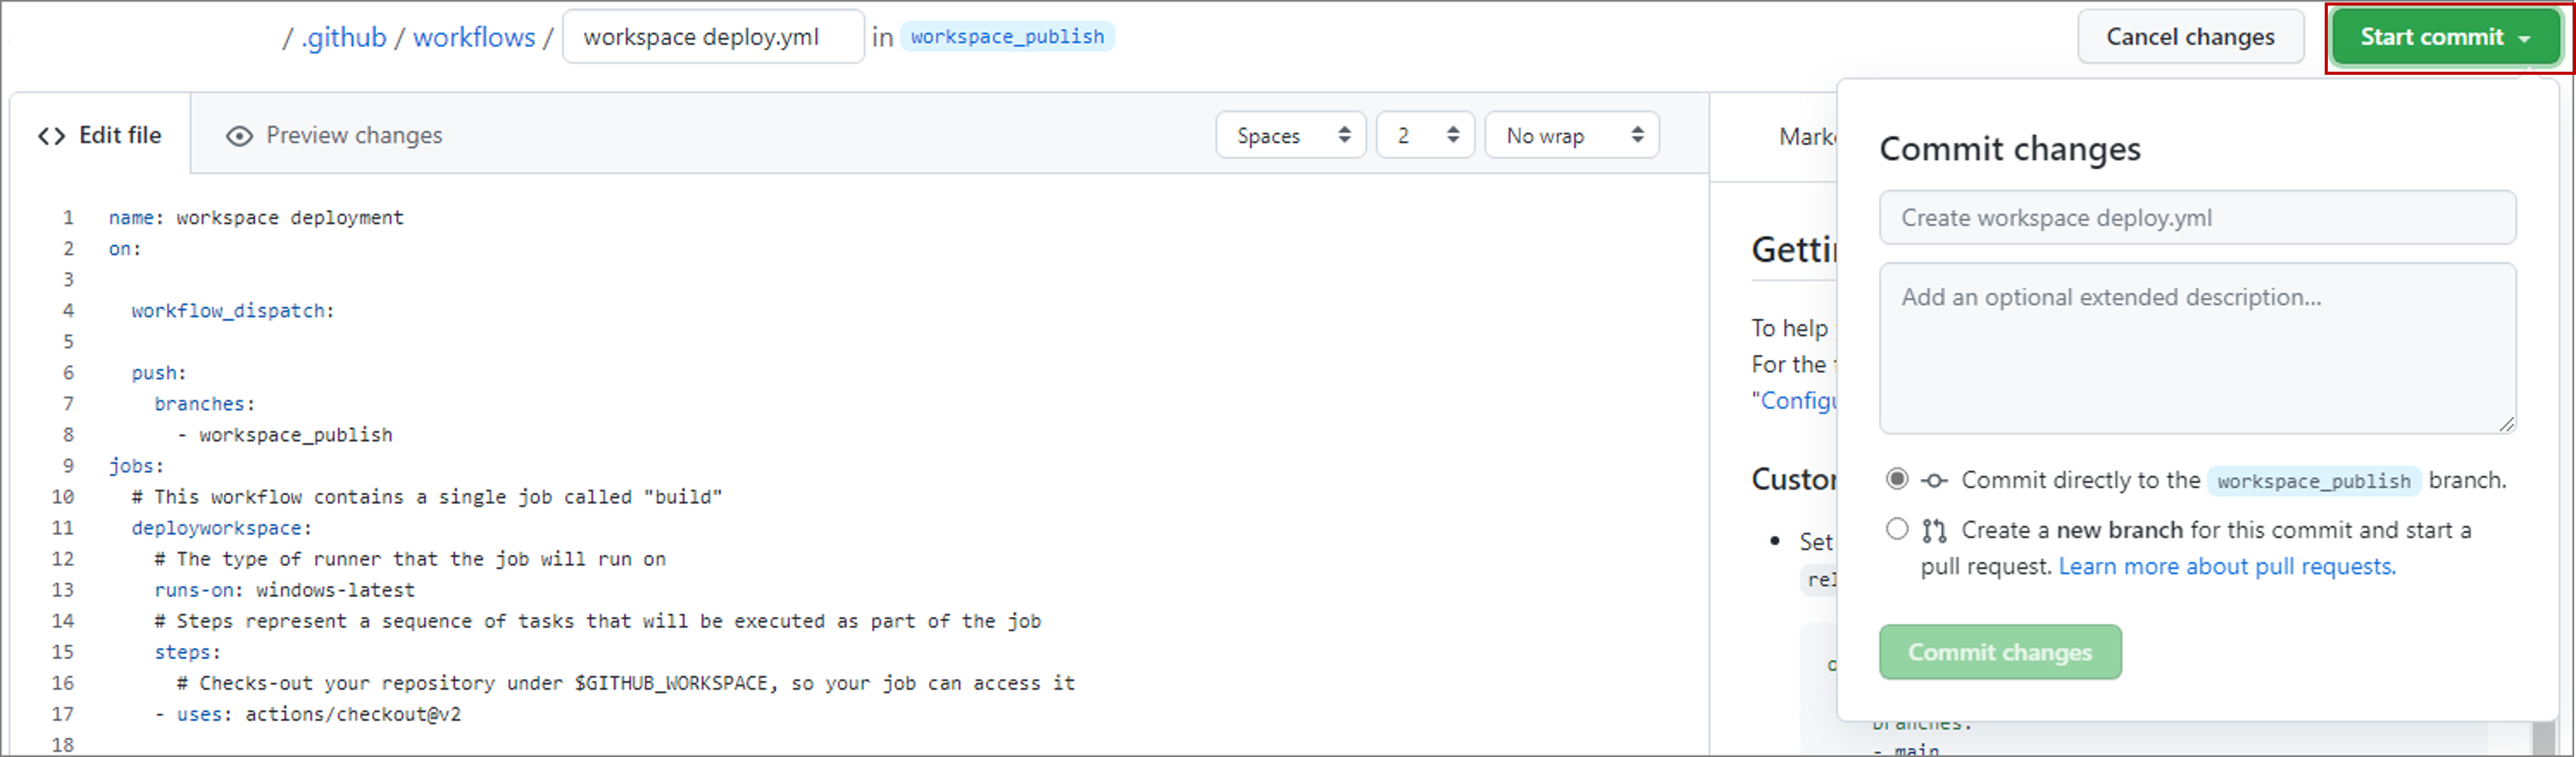 / .github / workflows / workspace deploy.yml in workspace_publish
Cancel changes
Start commit
Edit file
Preview changes
Spaces
2
No wrap
1 name: workspace deployment
2 on:
3
4 workflow_dispatch:
5
6 push:
7 branches:
8 - workspace_publish
9 jobs:
10 # This workflow contains a single job called "build"
11 deployworkspace:
12 # The type of runner that the job will run on
13 runs-on: windows-latest
14 # Steps represent a sequence of tasks that will be executed as part of the job
15 steps:
16 # Checks-out your repository under $GITHUB_WORKSPACE, so your job can access it
17 - uses: actions/checkout@v2
18
To help
For the
Set
branches:
- main
Commit changes
Create workspace deploy.yml
Add an optional extended description...
Commit directly to the workspace_publish branch.
Create a new branch for this commit and start a
pull request. Learn more about pull requests.
Commit changes